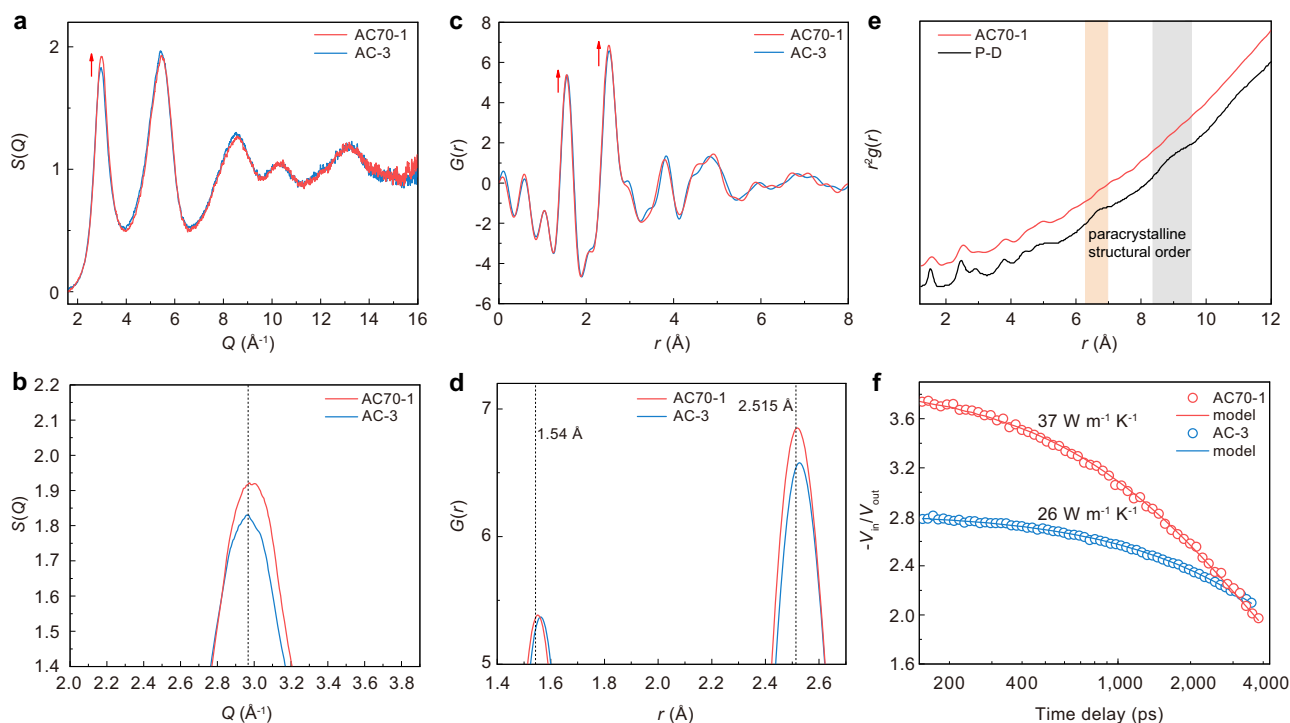 a
AC70-1
AC-3
S(Q)
2
1
0
2 4 6 8 10 12 14 16
Q (Å⁻¹)
c
AC70-1
AC-3
G(r)
8
6
4
2
0
-2
-4
-6
0 2 4 6 8
r (Å)
e
AC70-1
P-D
r²g(r)
paracrystalline
structural order
2 4 6 8 10 12
r (Å)
b
AC70-1
AC-3
S(Q)
2.2
2.1
2.0
1.9
1.8
1.7
1.6
1.5
1.4
2.0 2.2 2.4 2.6 2.8 3.0 3.2 3.4 3.6 3.8
Q (Å⁻¹)
d
AC70-1
AC-3
2.515 Å
1.54 Å
G(r)
7
6
5
1.4 1.6 1.8 2.0 2.2 2.4 2.6
r (Å)
f
AC70-1
model
AC-3
model
37 W m⁻¹ K⁻¹
26 W m⁻¹ K⁻¹
-Vin/Vout
3.6
3.2
2.8
2.4
2.0
1.6
200 400 1,000 2,000 4,000
Time delay (ps)